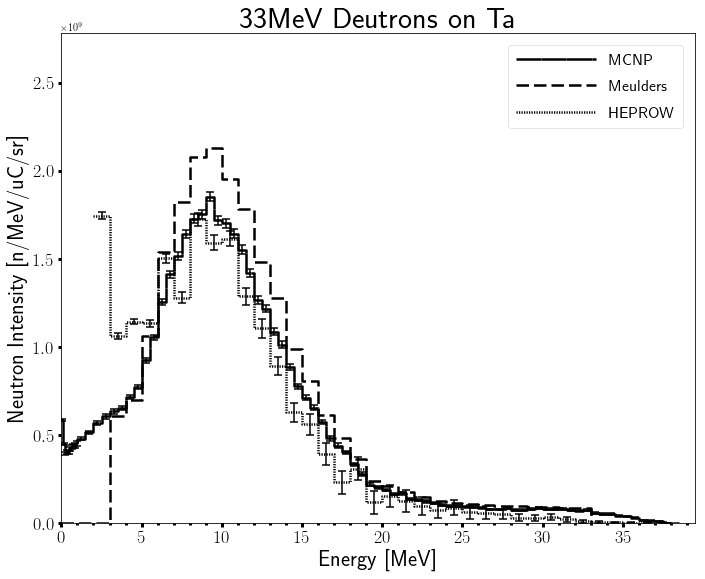 33MeV Deutrons on Ta
×10⁹
MCNP
Meulders
HEPROW
2.5
2.0
1.5
1.0
0.5
0.0
Neutron Intensity [n/MeV/uC/sr]
0 5 10 15 20 25 30 35
Energy [MeV]